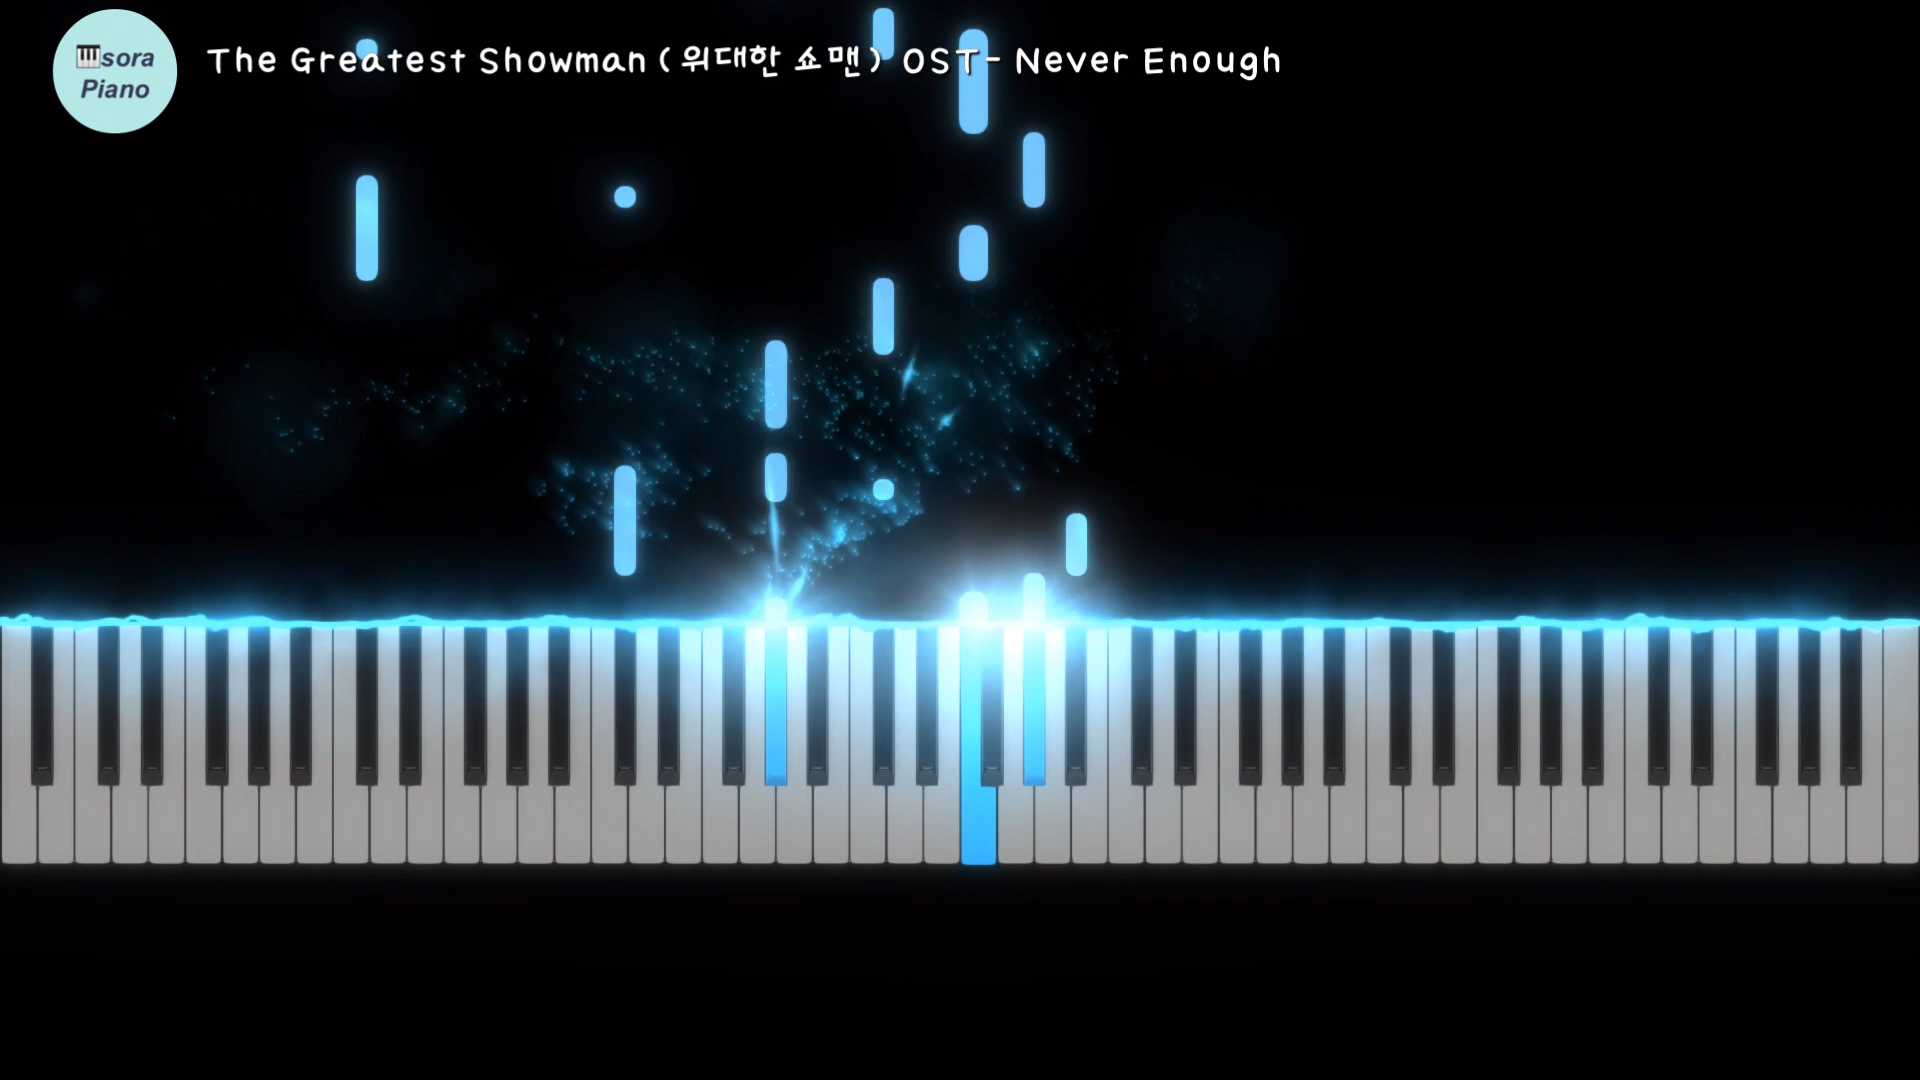 sora
Piano
The Greatest Showman (위대한 쇼맨) OST- Never Enough